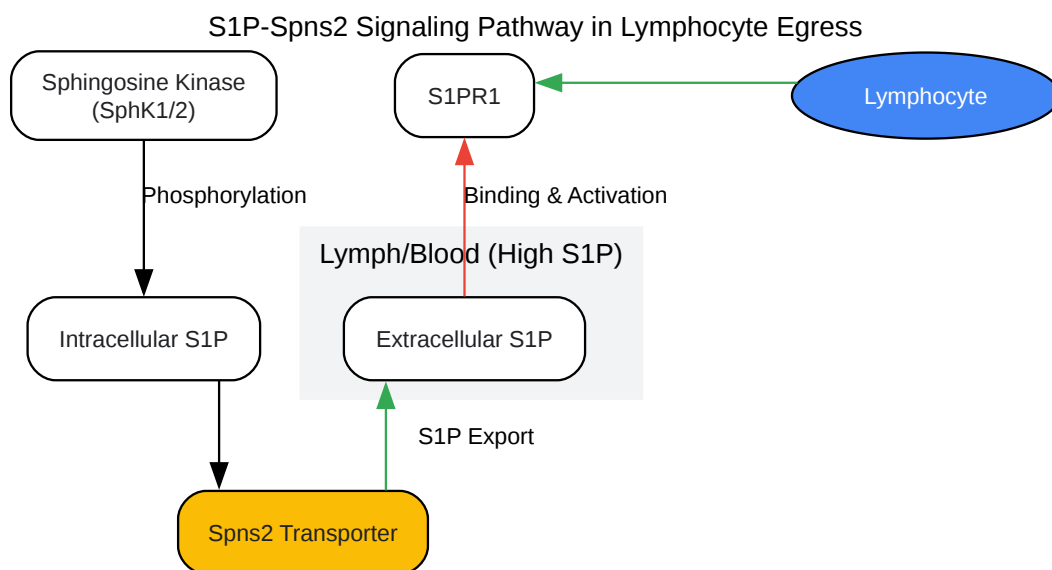 S1P-Spns2 Signaling Pathway in Lymphocyte Egress
Sphingosine Kinase
(SphK1/2)
S1PR1
Lymphocyte
Phosphorylation
Binding & Activation
Lymph/Blood (High S1P)
Intracellular S1P
Extracellular S1P
S1P Export
Spns2 Transporter